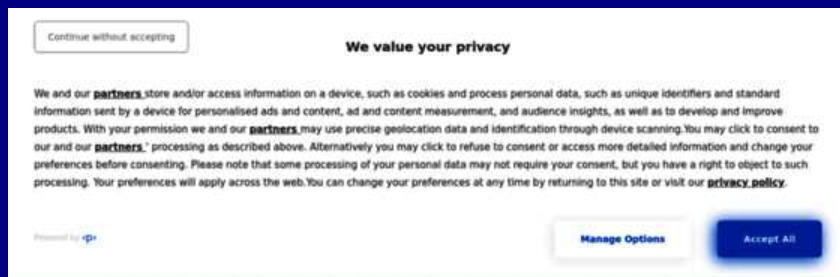 Continue without accepting
We value your privacy
We and our partners store and/or access information on a device, such as cookies and process personal data, such as unique identifiers and standard
information sent by a device for personalised ads and content, ad and content measurement, and audience insights, as well as to develop and improve
products. With your permission we and our partners may use precise geolocation data and identification through device scanning.You may click to consent to
our and our partners ' processing as described above. Alternatively you may click to refuse to consent or access more detailed information and change your
preferences before consenting. Please note that some processing of your personal data may not require your consent, but you have a right to object to such
processing. Your preferences will apply across the web.You can change your preferences at any time by returning to this site or visit our privacy policy.
Powered by ‹p›
Manage Options
Accept All